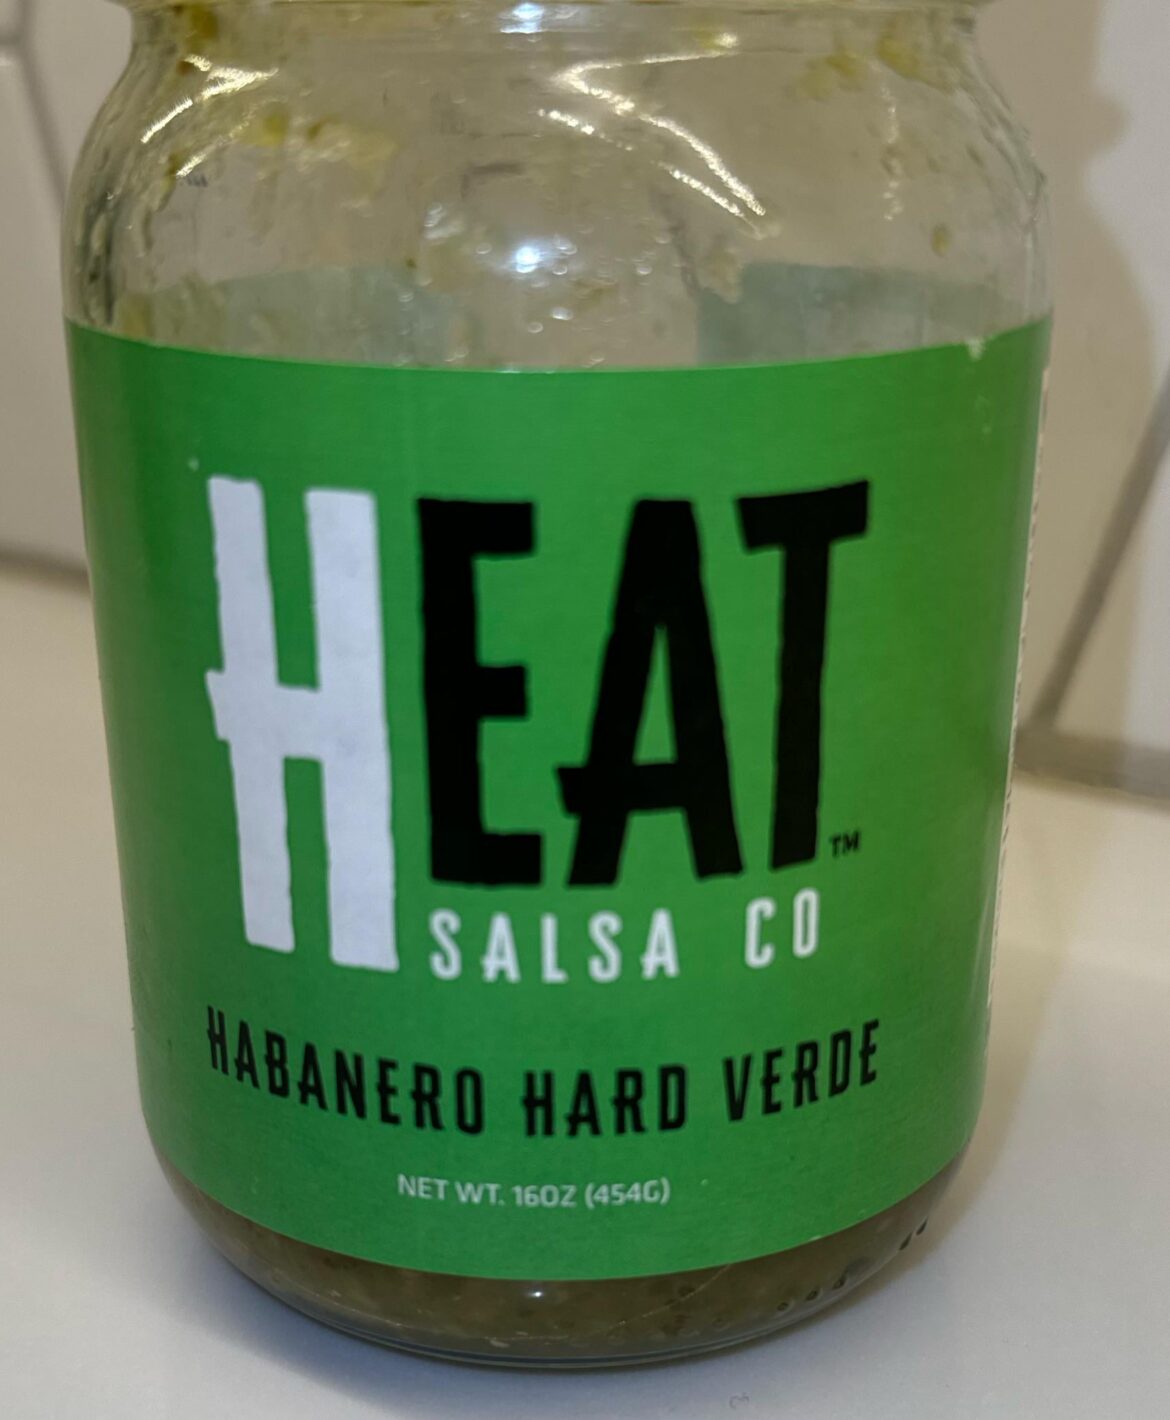 HEAT™
SALSA CO
HABANERO HARD VERDE
NET WT. 16OZ (454G)